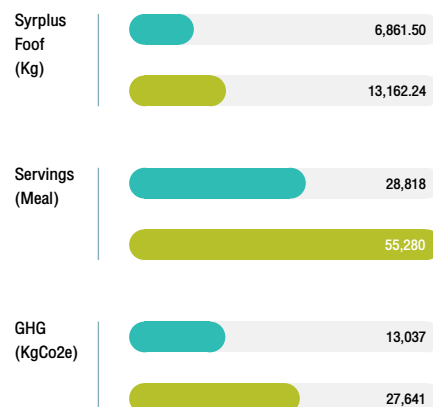 Syrplus
Foof
(Kg)
6,861.50
13,162.24
Servings
(Meal)
28,818
55,280
GHG
(KgCo2e)
13,037
27,641